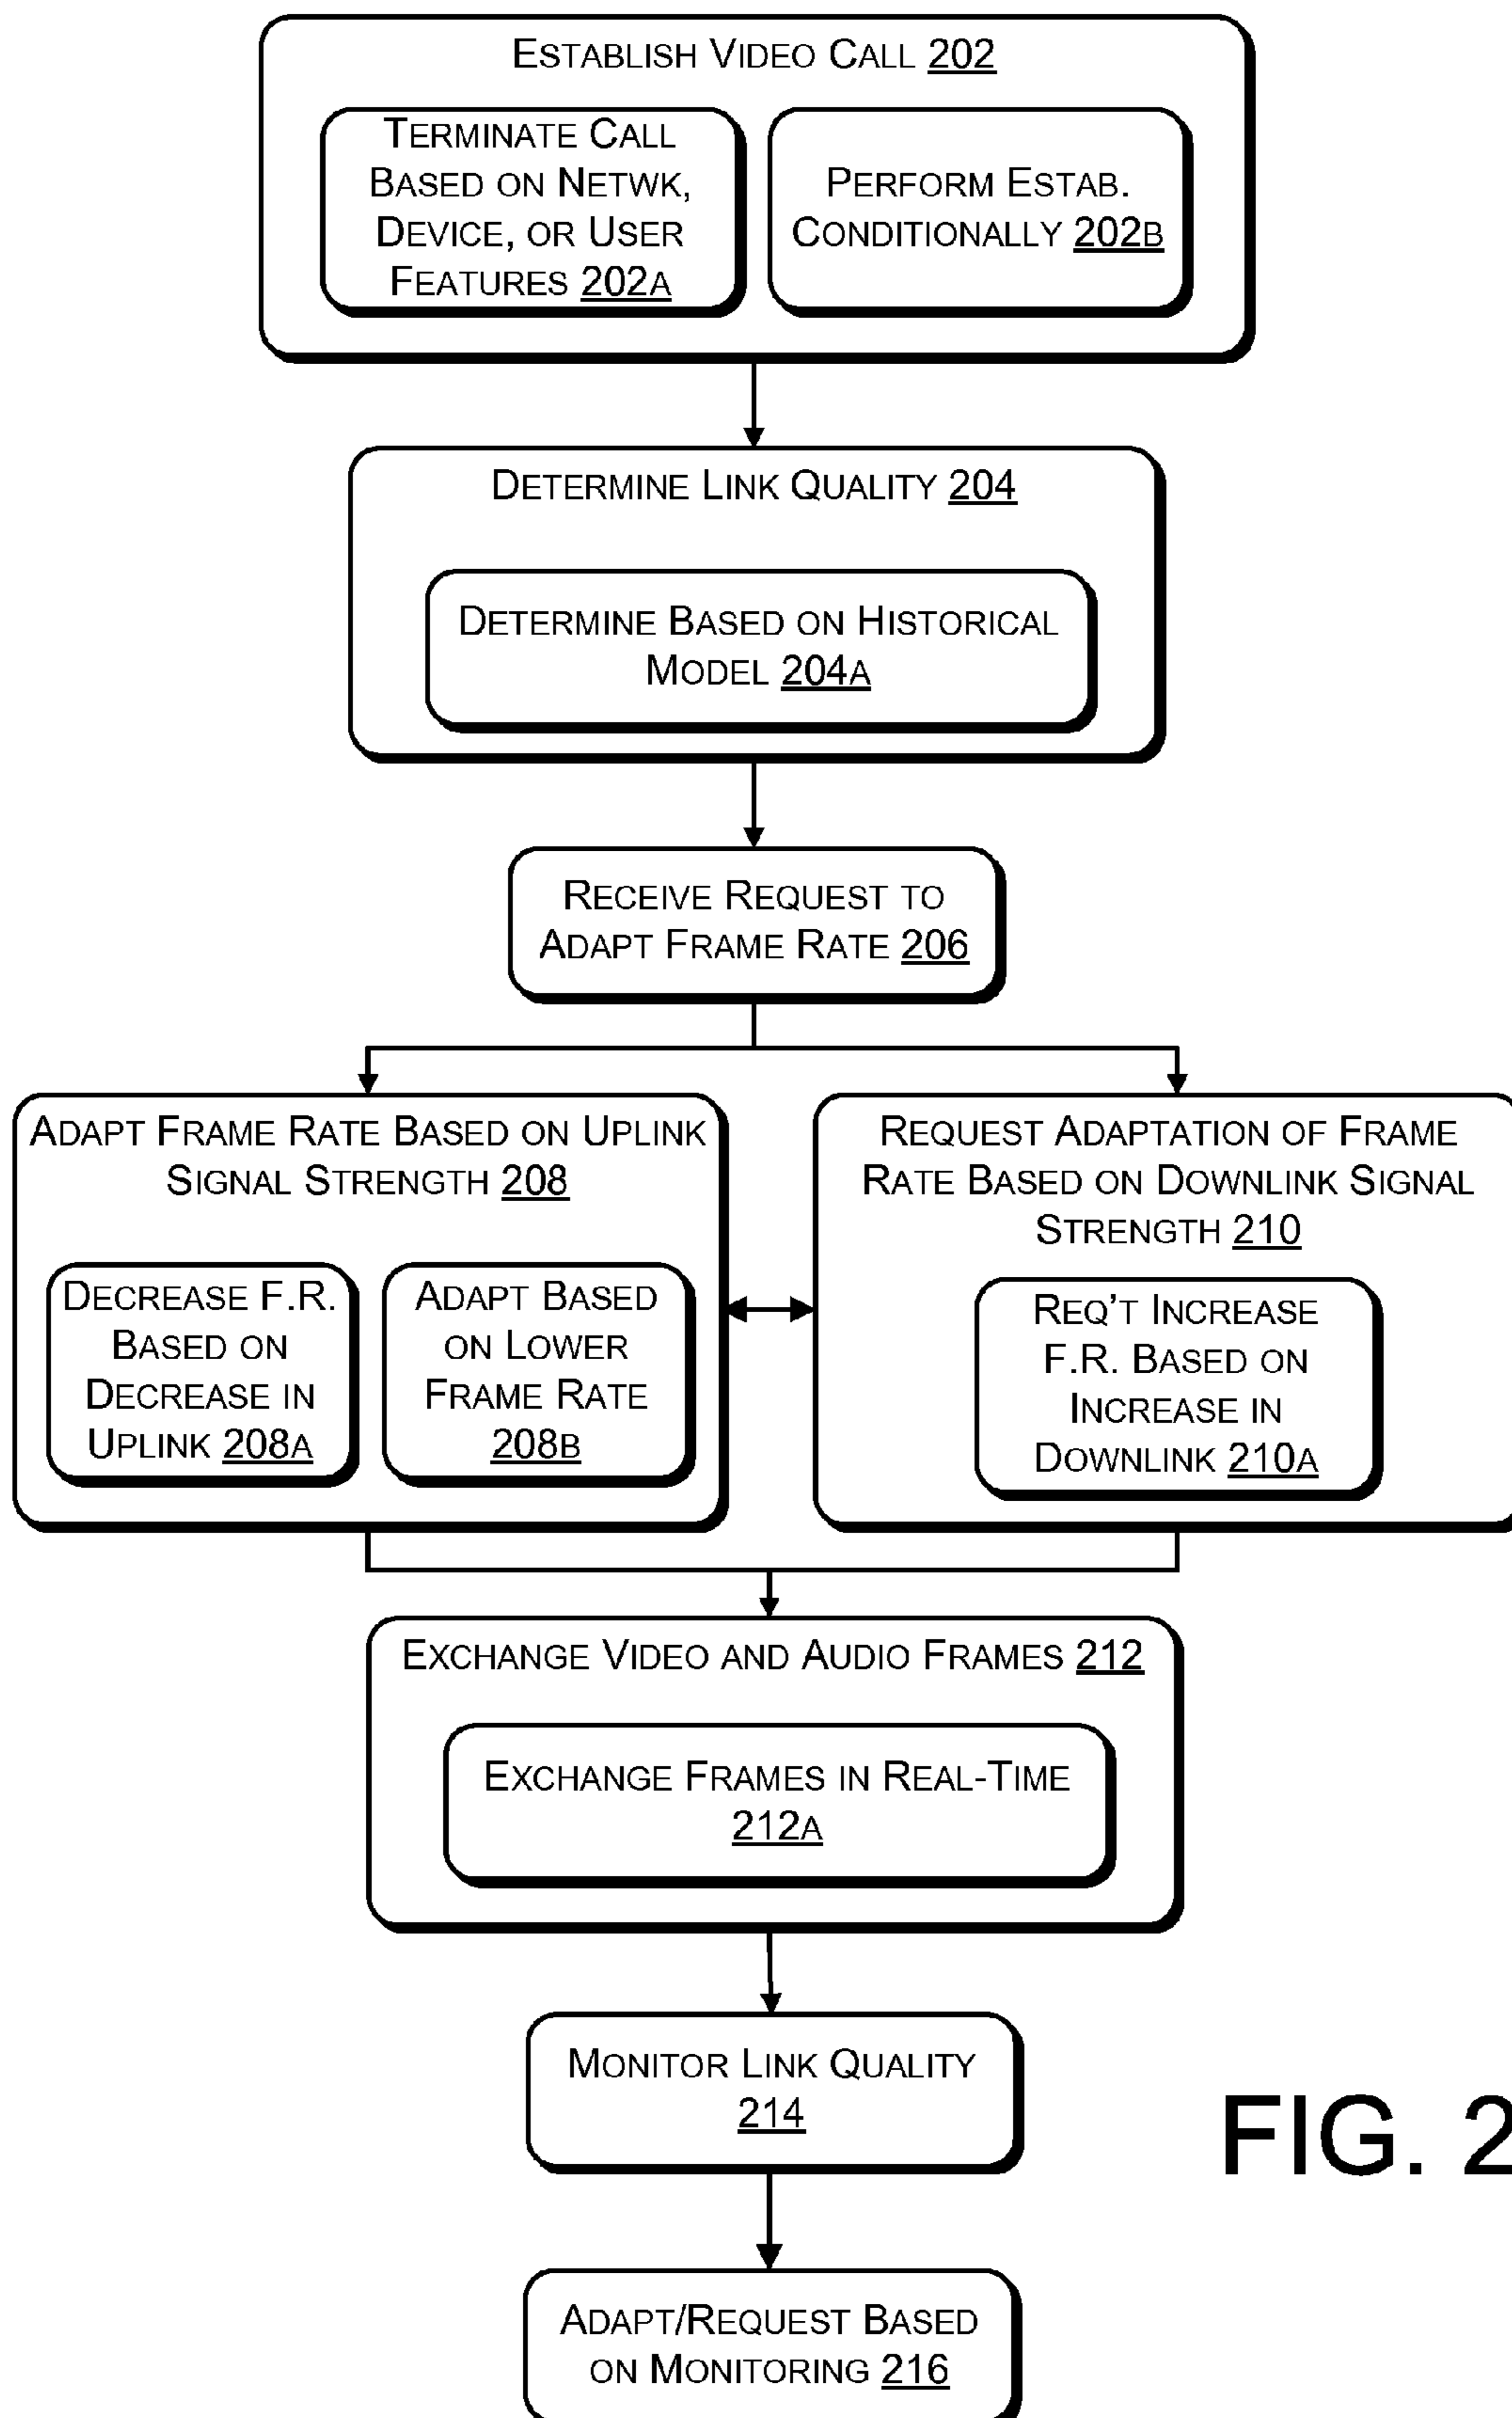 ESTABLISH VIDEO CALL 202
TERMINATE CALL
BASED ON NETWK,
DEVICE, OR USER
FEATURES 202A
PERFORM ESTAB.
CONDITIONALLY 202B
DETERMINE LINK QUALITY 204
DETERMINE BASED ON HISTORICAL
MODEL 204A
RECEIVE REQUEST TO
ADAPT FRAME RATE 206
ADAPT FRAME RATE BASED ON UPLINK
SIGNAL STRENGTH 208
DECREASE F.R.
BASED ON
DECREASE IN
UPLINK 208A
ADAPT BASED
ON LOWER
FRAME RATE
208B
REQUEST ADAPTATION OF FRAME
RATE BASED ON DOWNLINK SIGNAL
STRENGTH 210
REQ'T INCREASE
F.R. BASED ON
INCREASE IN
DOWNLINK 210A
EXCHANGE VIDEO AND AUDIO FRAMES 212
EXCHANGE FRAMES IN REAL-TIME
212A
MONITOR LINK QUALITY
214
ADAPT/REQUEST BASED
ON MONITORING 216
FIG. 2